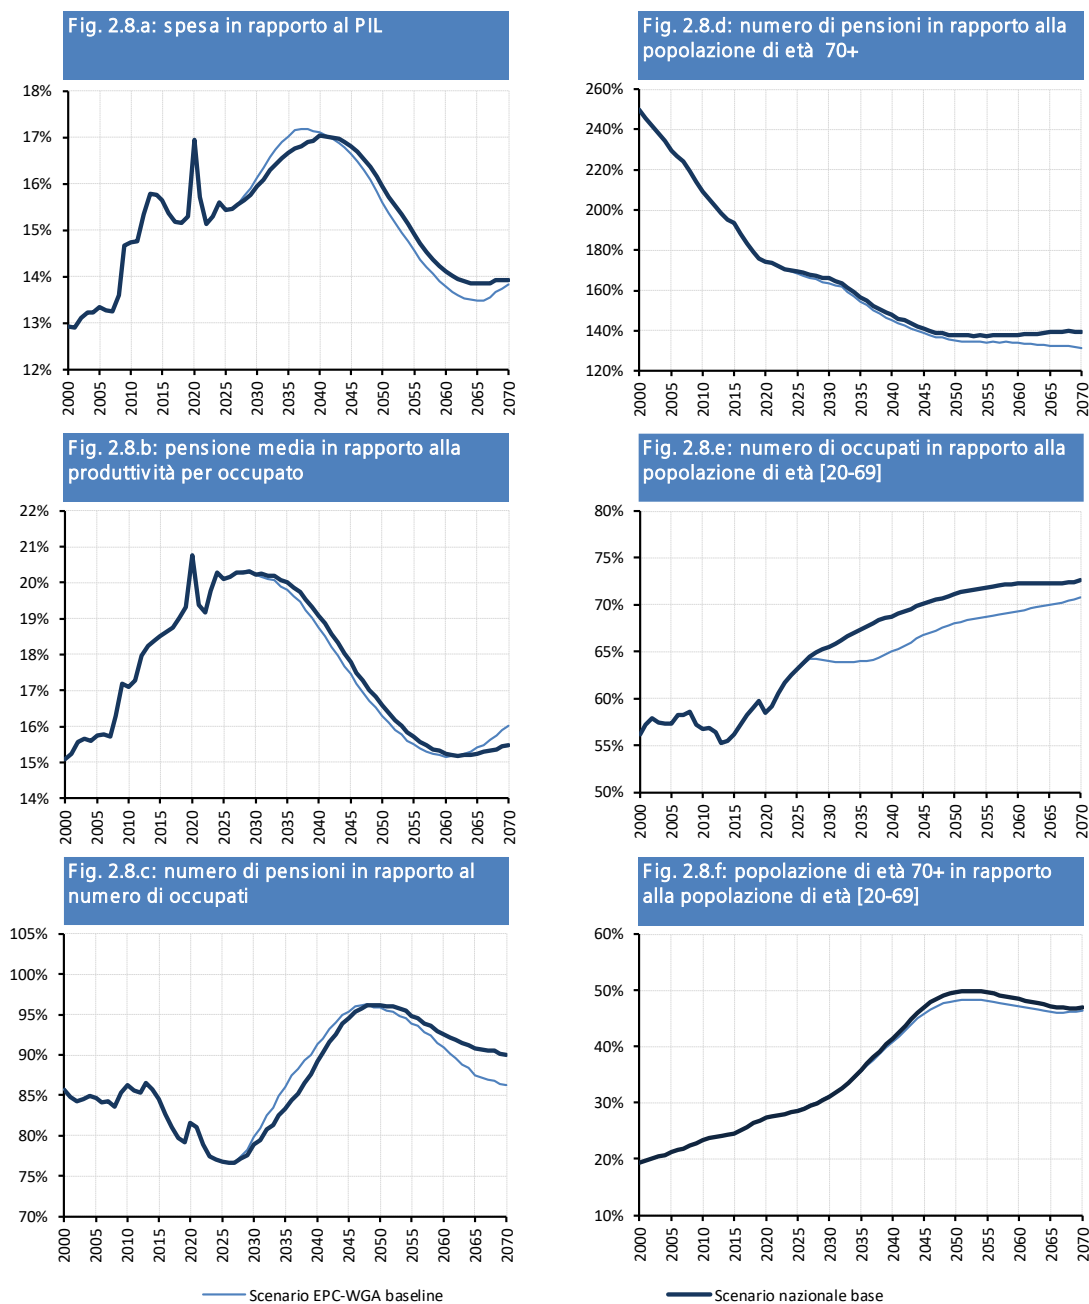 Fig. 2.8.a: spesa in rapporto al PIL
18%
17%
16%
15%
14%
13%
12%
2000 2005 2010 2015 2020 2025 2030 2035 2040 2045 2050 2055 2060 2065 2070
Fig. 2.8.d: numero di pensioni in rapporto alla
popolazione di età 70+
260%
240%
220%
200%
180%
160%
140%
120%
2000 2005 2010 2015 2020 2025 2030 2035 2040 2045 2050 2055 2060 2065 2070
Fig. 2.8.b: pensione media in rapporto alla
produttività per occupato
22%
21%
20%
19%
18%
17%
16%
15%
14%
2000 2005 2010 2015 2020 2025 2030 2035 2040 2045 2050 2055 2060 2065 2070
Fig. 2.8.e: numero di occupati in rapporto alla
popolazione di età [20-69]
80%
75%
70%
65%
60%
55%
50%
2000 2005 2010 2015 2020 2025 2030 2035 2040 2045 2050 2055 2060 2065 2070
Fig. 2.8.c: numero di pensioni in rapporto al
numero di occupati
105%
100%
95%
90%
85%
80%
75%
70%
2000 2005 2010 2015 2020 2025 2030 2035 2040 2045 2050 2055 2060 2065 2070
Fig. 2.8.f: popolazione di età 70+ in rapporto
alla popolazione di età [20-69]
60%
50%
40%
30%
20%
10%
2000 2005 2010 2015 2020 2025 2030 2035 2040 2045 2050 2055 2060 2065 2070
Scenario EPC-WGA baseline
Scenario nazionale base